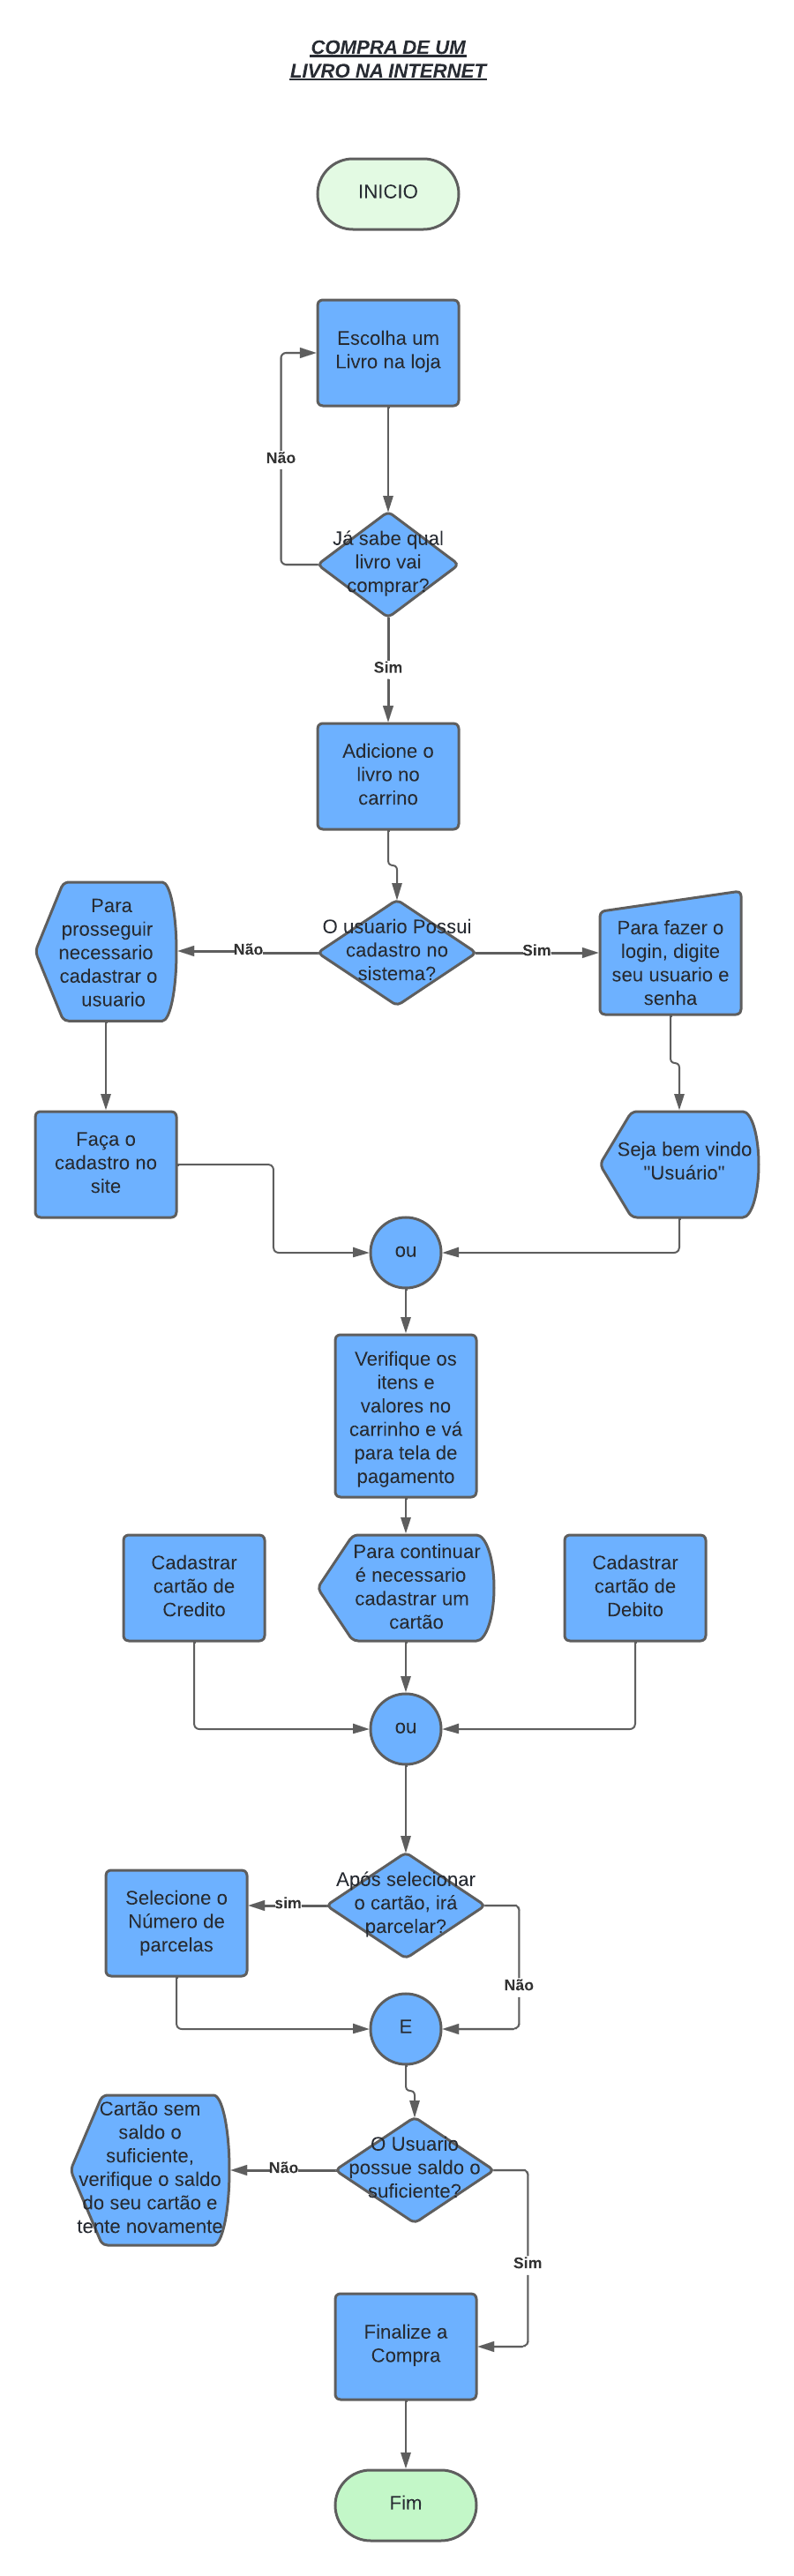 COMPRA DE UM
LIVRO NA INTERNET
INICIO
Escolha um
Livro na loja
Não
Já sabe qual
livro vai
comprar?
Sim
Adicione o
livro no
carrino
Para
prosseguir
necessario
cadastrar o
usuario
Não
O usuario Possui
cadastro no
sistema?
Sim
Para fazer o
login, digite
seu usuario e
senha
Faça o
cadastro no
site
Seja bem vindo
"Usuário"
ou
Verifique os
itens e
valores no
carrinho e vá
para tela de
pagamento
Cadastrar
cartão de
Credito
Para continuar
é necessario
cadastrar um
cartão
Cadastrar
cartão de
Debito
ou
Selecione o
Número de
parcelas
sim
Após selecionar
o cartão, irá
parcelar?
Não
E
Cartão sem
saldo o
suficiente,
verifique o saldo
do seu cartão e
tente novamente
Não
O Usuario
possue saldo o
suficiente?
Sim
Finalize a
Compra
Fim